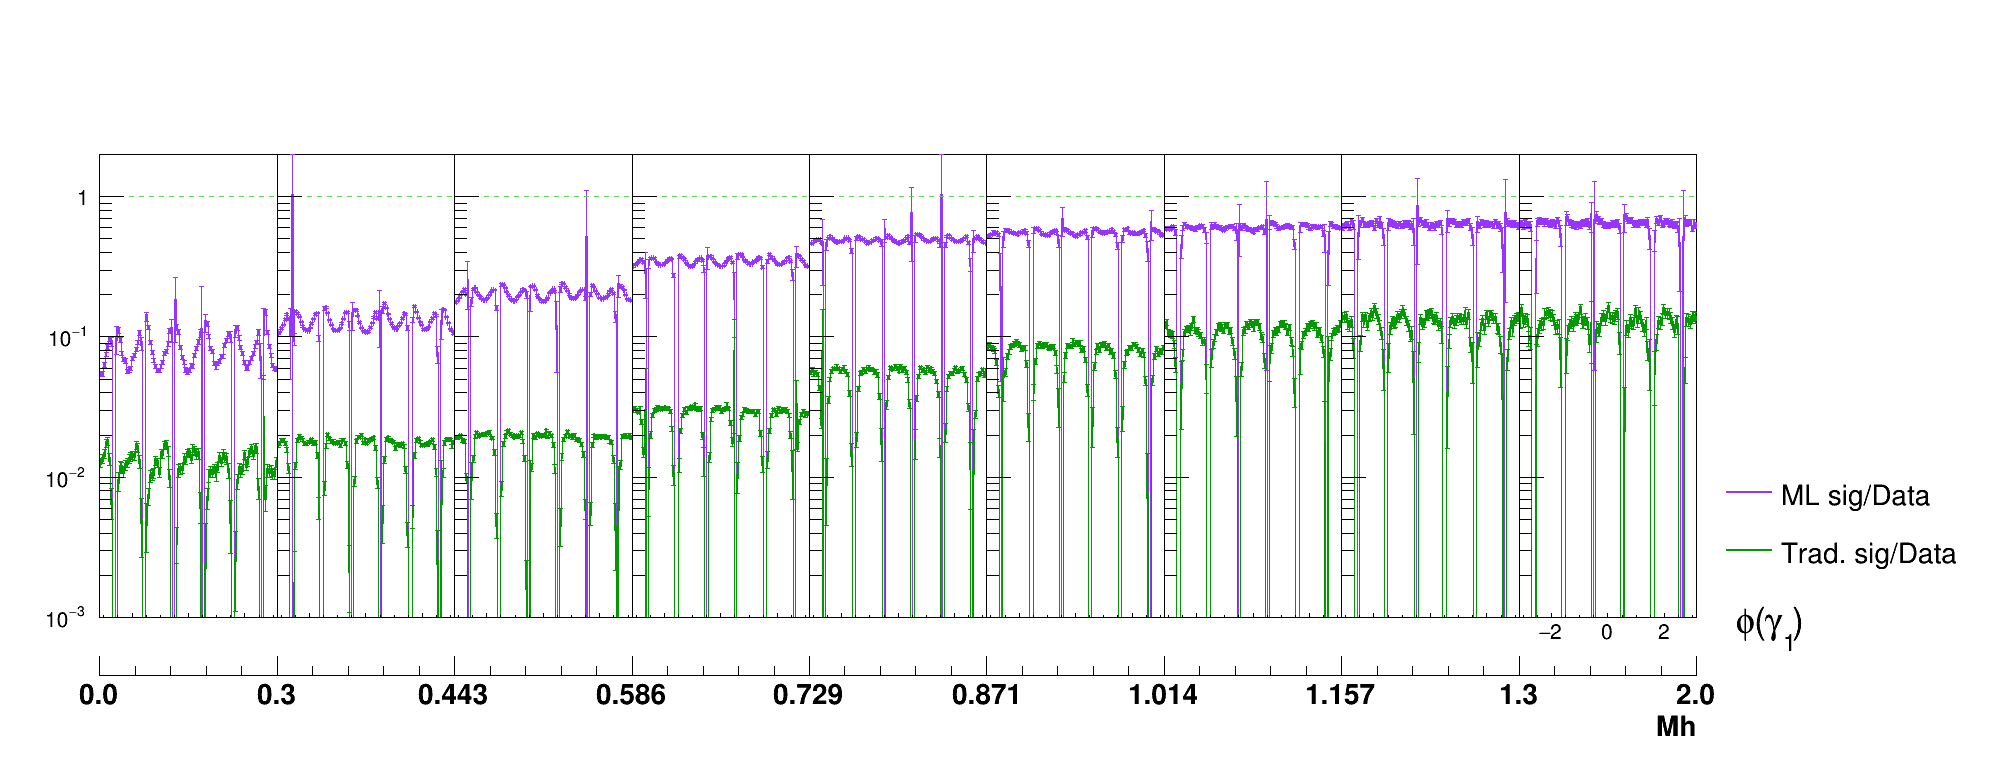 1
10⁻¹
10⁻²
10⁻³
ML sig/Data
Trad. sig/Data
−2 0 2
ϕ(γ₁)
0.0 0.3 0.443 0.586 0.729 0.871 1.014 1.157 1.3 2.0
Mh